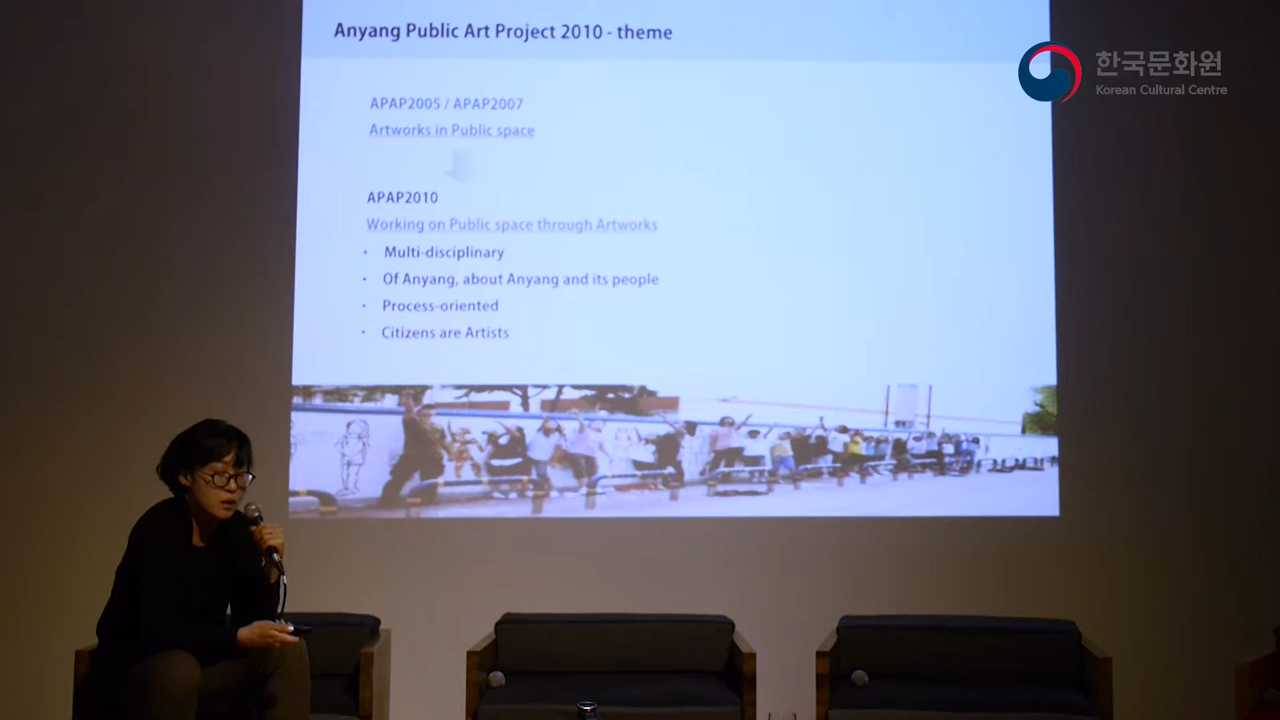 Anyang Public Art Project 2010 - theme
한국문화원
Korean Cultural Centre
APAP2005 / APAP2007
Artworks in Public space
APAP2010
Working on Public space through Artworks
• Multi-disciplinary
• Of Anyang, about Anyang and its people
• Process-oriented
• Citizens are Artists